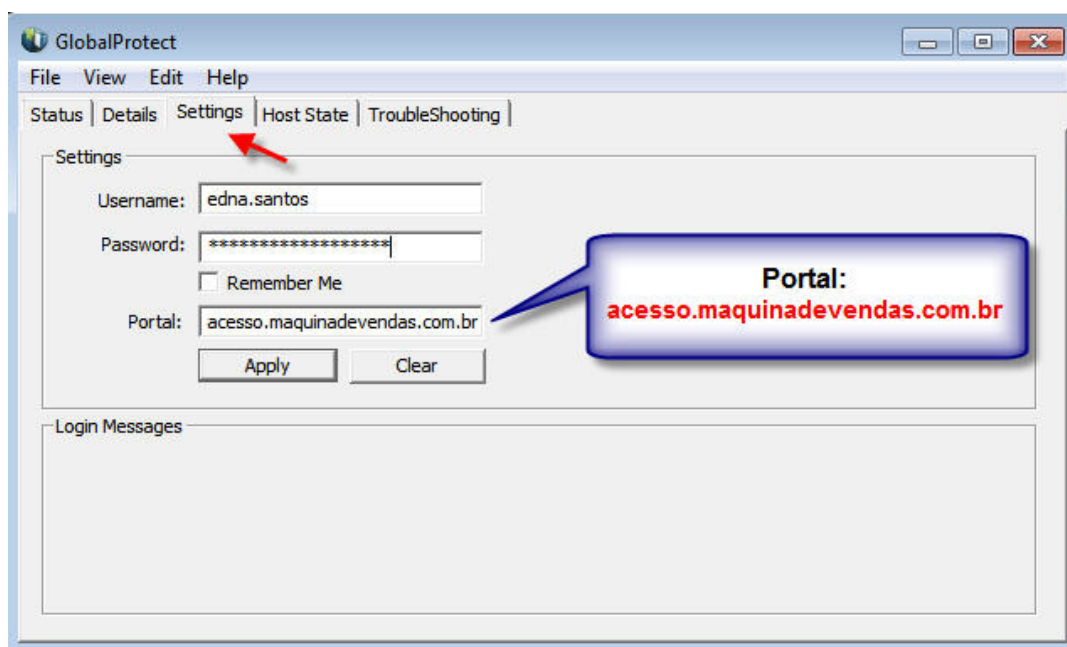 GlobalProtect
File View Edit Help
Status Details Settings Host State TroubleShooting
Settings
Username: edna.santos
Password: ******************
Remember Me
Portal: acesso.maquinadevendas.com.br
Apply Clear
Portal:
acesso.maquinadevendas.com.br
Login Messages